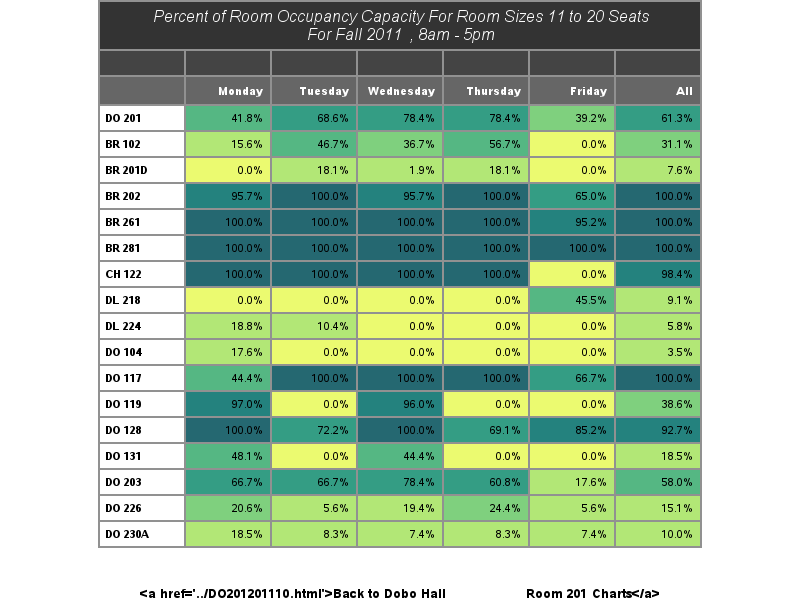 Percent of Room Occupancy Capacity For Room Sizes 11 to 20 Seats
For Fall 2011 , 8am - 5pm
Monday Tuesday Wednesday Thursday Friday All
DO 201 41.8% 68.6% 78.4% 78.4% 39.2% 61.3%
BR 102 15.6% 46.7% 36.7% 56.7% 0.0% 31.1%
BR 201D 0.0% 18.1% 1.9% 18.1% 0.0% 7.6%
BR 202 95.7% 100.0% 95.7% 100.0% 65.0% 100.0%
BR 261 100.0% 100.0% 100.0% 100.0% 95.2% 100.0%
BR 281 100.0% 100.0% 100.0% 100.0% 100.0% 100.0%
CH 122 100.0% 100.0% 100.0% 100.0% 0.0% 98.4%
DL 218 0.0% 0.0% 0.0% 0.0% 45.5% 9.1%
DL 224 18.8% 10.4% 0.0% 0.0% 0.0% 5.8%
DO 104 17.6% 0.0% 0.0% 0.0% 0.0% 3.5%
DO 117 44.4% 100.0% 100.0% 100.0% 66.7% 100.0%
DO 119 97.0% 0.0% 96.0% 0.0% 0.0% 38.6%
DO 128 100.0% 72.2% 100.0% 69.1% 85.2% 92.7%
DO 131 48.1% 0.0% 44.4% 0.0% 0.0% 18.5%
DO 203 66.7% 66.7% 78.4% 60.8% 17.6% 58.0%
DO 226 20.6% 5.6% 19.4% 24.4% 5.6% 15.1%
DO 230A 18.5% 8.3% 7.4% 8.3% 7.4% 10.0%
<a href='../DO201201110.html'>Back to Dobo Hall Room 201 Charts</a>